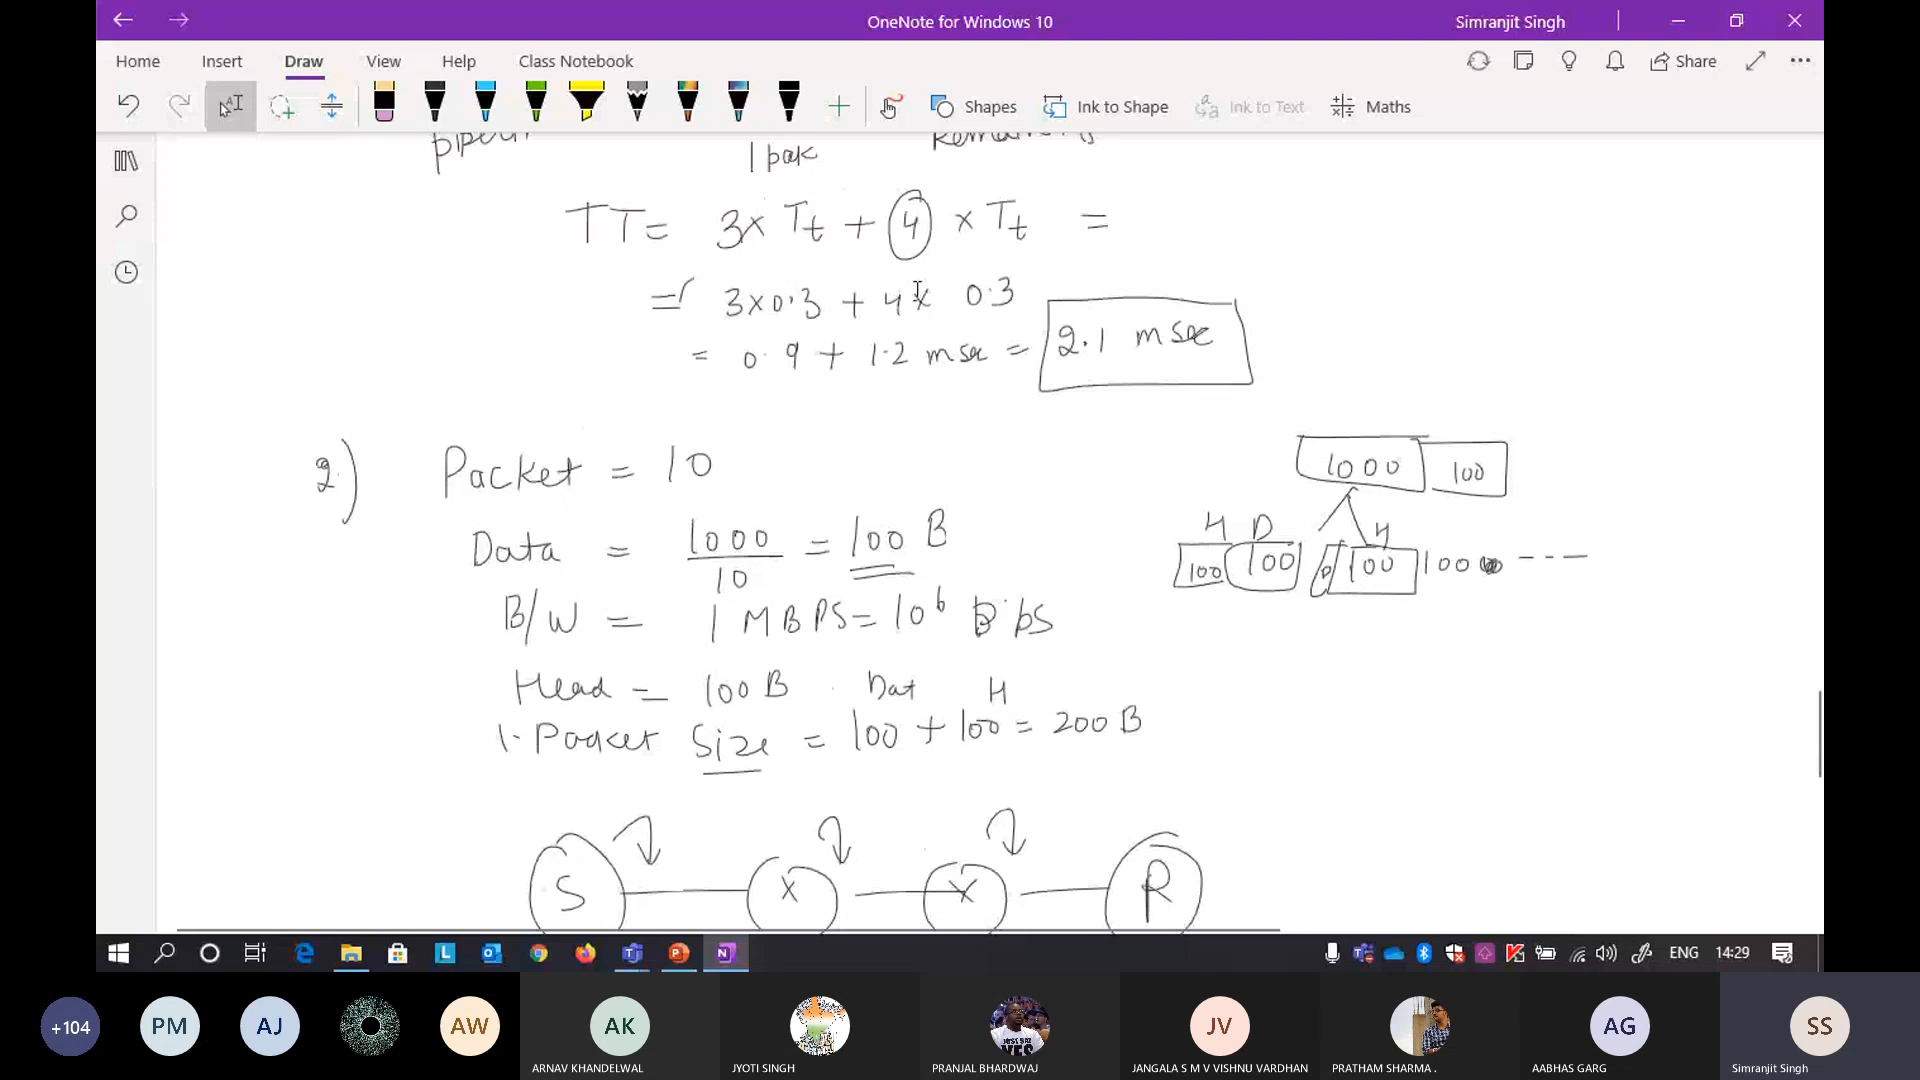 OneNote for Windows 10
Simranjit Singh
Home Insert Draw View Help Class Notebook
Share
Shapes Ink to Shape Ink to Text Maths
1 pak
TT = 3 x Tt + 4 x Tt =
= 3x0.3 + 4x 0.3
= 0.9 + 1.2 msec = 2.1 msec
2) Packet = 10
1000 100
Data = 1000/10 = 100 B
H D H
100 100 D 100 100 ---
B/W = 1 MBPS = 10^6 Bps
Head = 100 B Dat H
1-Packet Size = 100 + 100 = 200 B
S X X R
ENG 14:29
+104 PM AJ AW AK JV AG SS
ARNAV KHANDELWAL JYOTI SINGH PRANJAL BHARDWAJ JANGALA S M V VISHNU VARDHAN PRATHAM SHARMA . AABHAS GARG Simranjit Singh